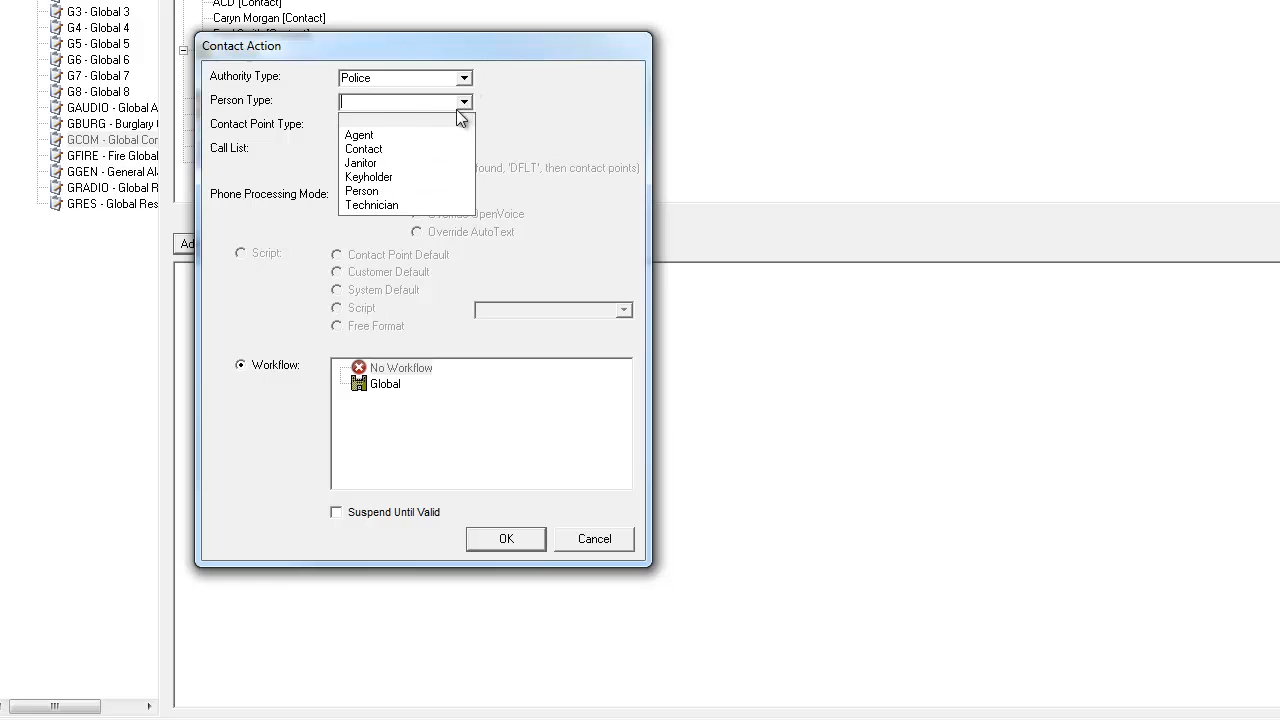 ACD [Contact]
G3 - Global 3
Caryn Morgan [Contact]
G4 - Global 4
G5 - Global 5
G6 - Global 6
G7 - Global 7
G8 - Global 8
GAUDIO - Global A
GBURG - Burglary
GCOM - Global Co
GFIRE - Fire Global
GGEN - General Al
GRADIO - Global R
GRES - Global Res
Ad
Contact Action
Authority Type:
Police
Person Type:
Contact Point Type:
Call List:
Agent
Contact
Janitor
Keyholder
Person
Technician
found, 'DFLT', then contact points)
Phone Processing Mode:
Override OpenVoice
Override AutoText
Script:
Contact Point Default
Customer Default
System Default
Script
Free Format
Workflow:
No Workflow
Global
Suspend Until Valid
OK
Cancel